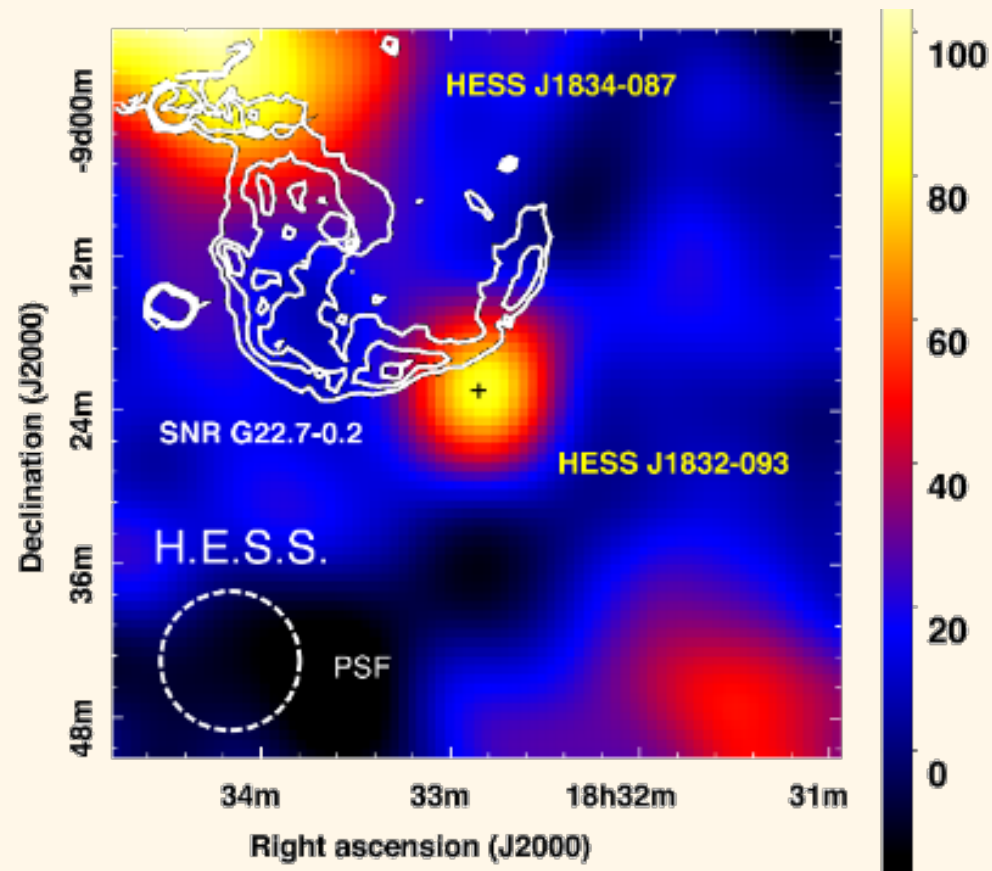 HESS J1834-087
SNR G22.7-0.2
HESS J1832-093
H.E.S.S.
PSF
Declination (J2000)
-9d00m
12m
24m
36m
48m
34m
33m
18h32m
31m
Right ascension (J2000)
100
80
60
40
20
0